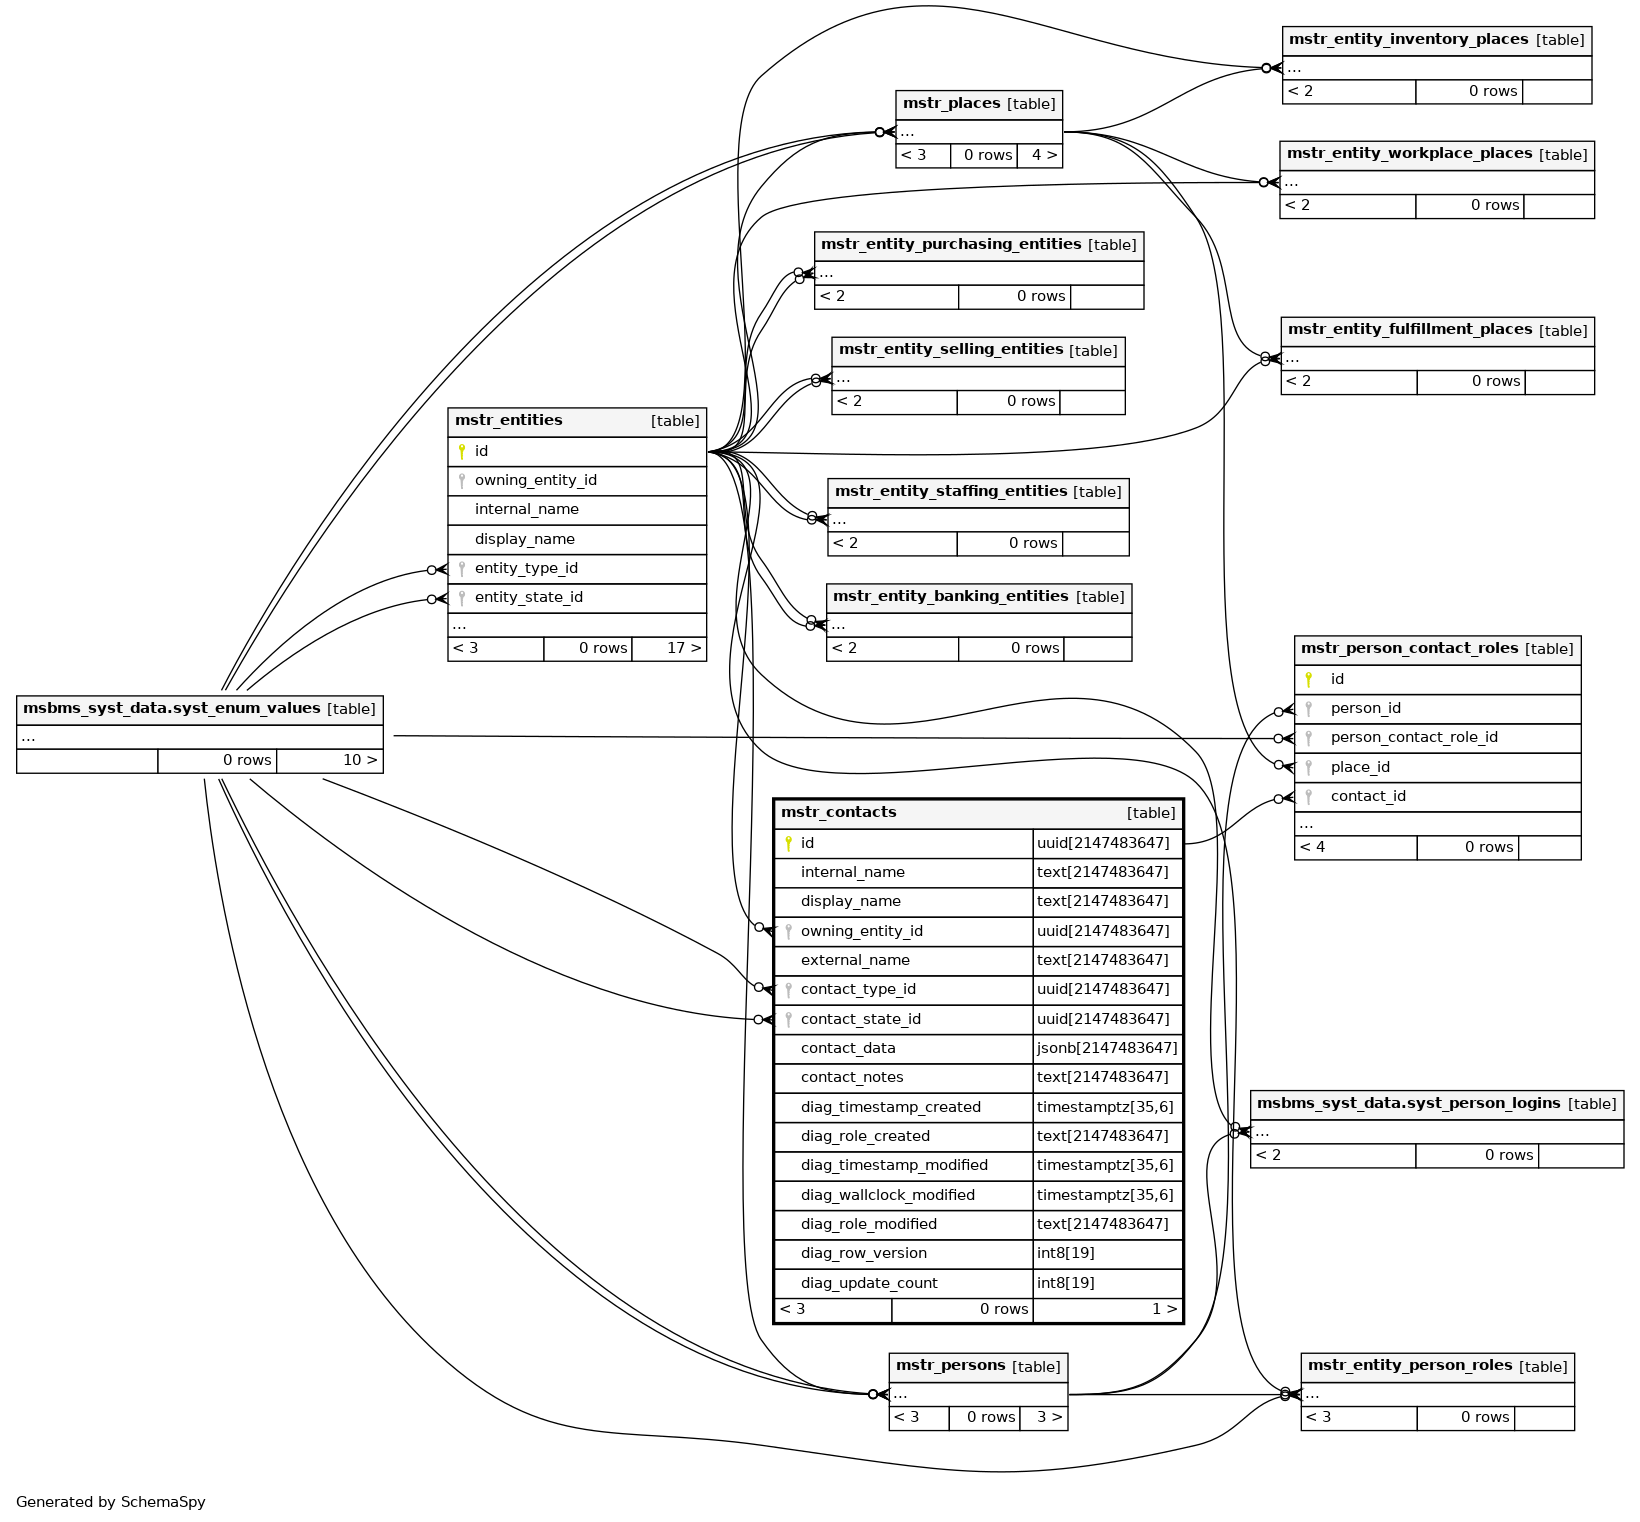 mstr_entity_inventory_places [table]
...
< 2 0 rows
mstr_places [table]
...
< 3 0 rows 4 >
mstr_entity_workplace_places [table]
...
< 2 0 rows
mstr_entity_purchasing_entities [table]
...
< 2 0 rows
mstr_entity_fulfillment_places [table]
...
< 2 0 rows
mstr_entity_selling_entities [table]
...
< 2 0 rows
mstr_entities [table]
id
owning_entity_id
internal_name
display_name
entity_type_id
entity_state_id
...
< 3 0 rows 17 >
mstr_entity_staffing_entities [table]
...
< 2 0 rows
mstr_entity_banking_entities [table]
...
< 2 0 rows
mstr_person_contact_roles [table]
id
person_id
person_contact_role_id
place_id
contact_id
...
< 4 0 rows
msbms_syst_data.syst_enum_values [table]
...
0 rows 10 >
mstr_contacts [table]
id uuid[2147483647]
internal_name text[2147483647]
display_name text[2147483647]
owning_entity_id uuid[2147483647]
external_name text[2147483647]
contact_type_id uuid[2147483647]
contact_state_id uuid[2147483647]
contact_data jsonb[2147483647]
contact_notes text[2147483647]
diag_timestamp_created timestamptz[35,6]
diag_role_created text[2147483647]
diag_timestamp_modified timestamptz[35,6]
diag_wallclock_modified timestamptz[35,6]
diag_role_modified text[2147483647]
diag_row_version int8[19]
diag_update_count int8[19]
< 3 0 rows 1 >
msbms_syst_data.syst_person_logins [table]
...
< 2 0 rows
mstr_persons [table]
...
< 3 0 rows 3 >
mstr_entity_person_roles [table]
...
< 3 0 rows
Generated by SchemaSpy